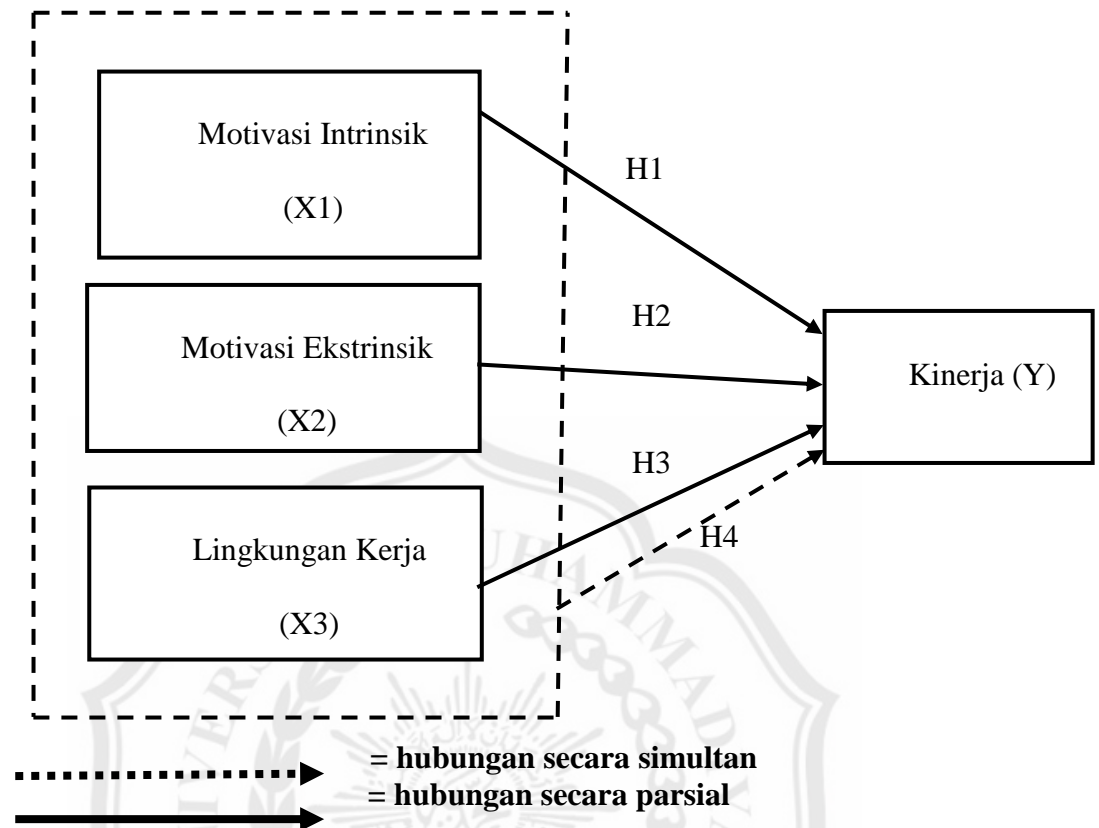 Motivasi Intrinsik
(X1)
H1
Motivasi Ekstrinsik
(X2)
H2
Kinerja (Y)
Lingkungan Kerja
(X3)
H3
H4
= hubungan secara simultan
= hubungan secara parsial